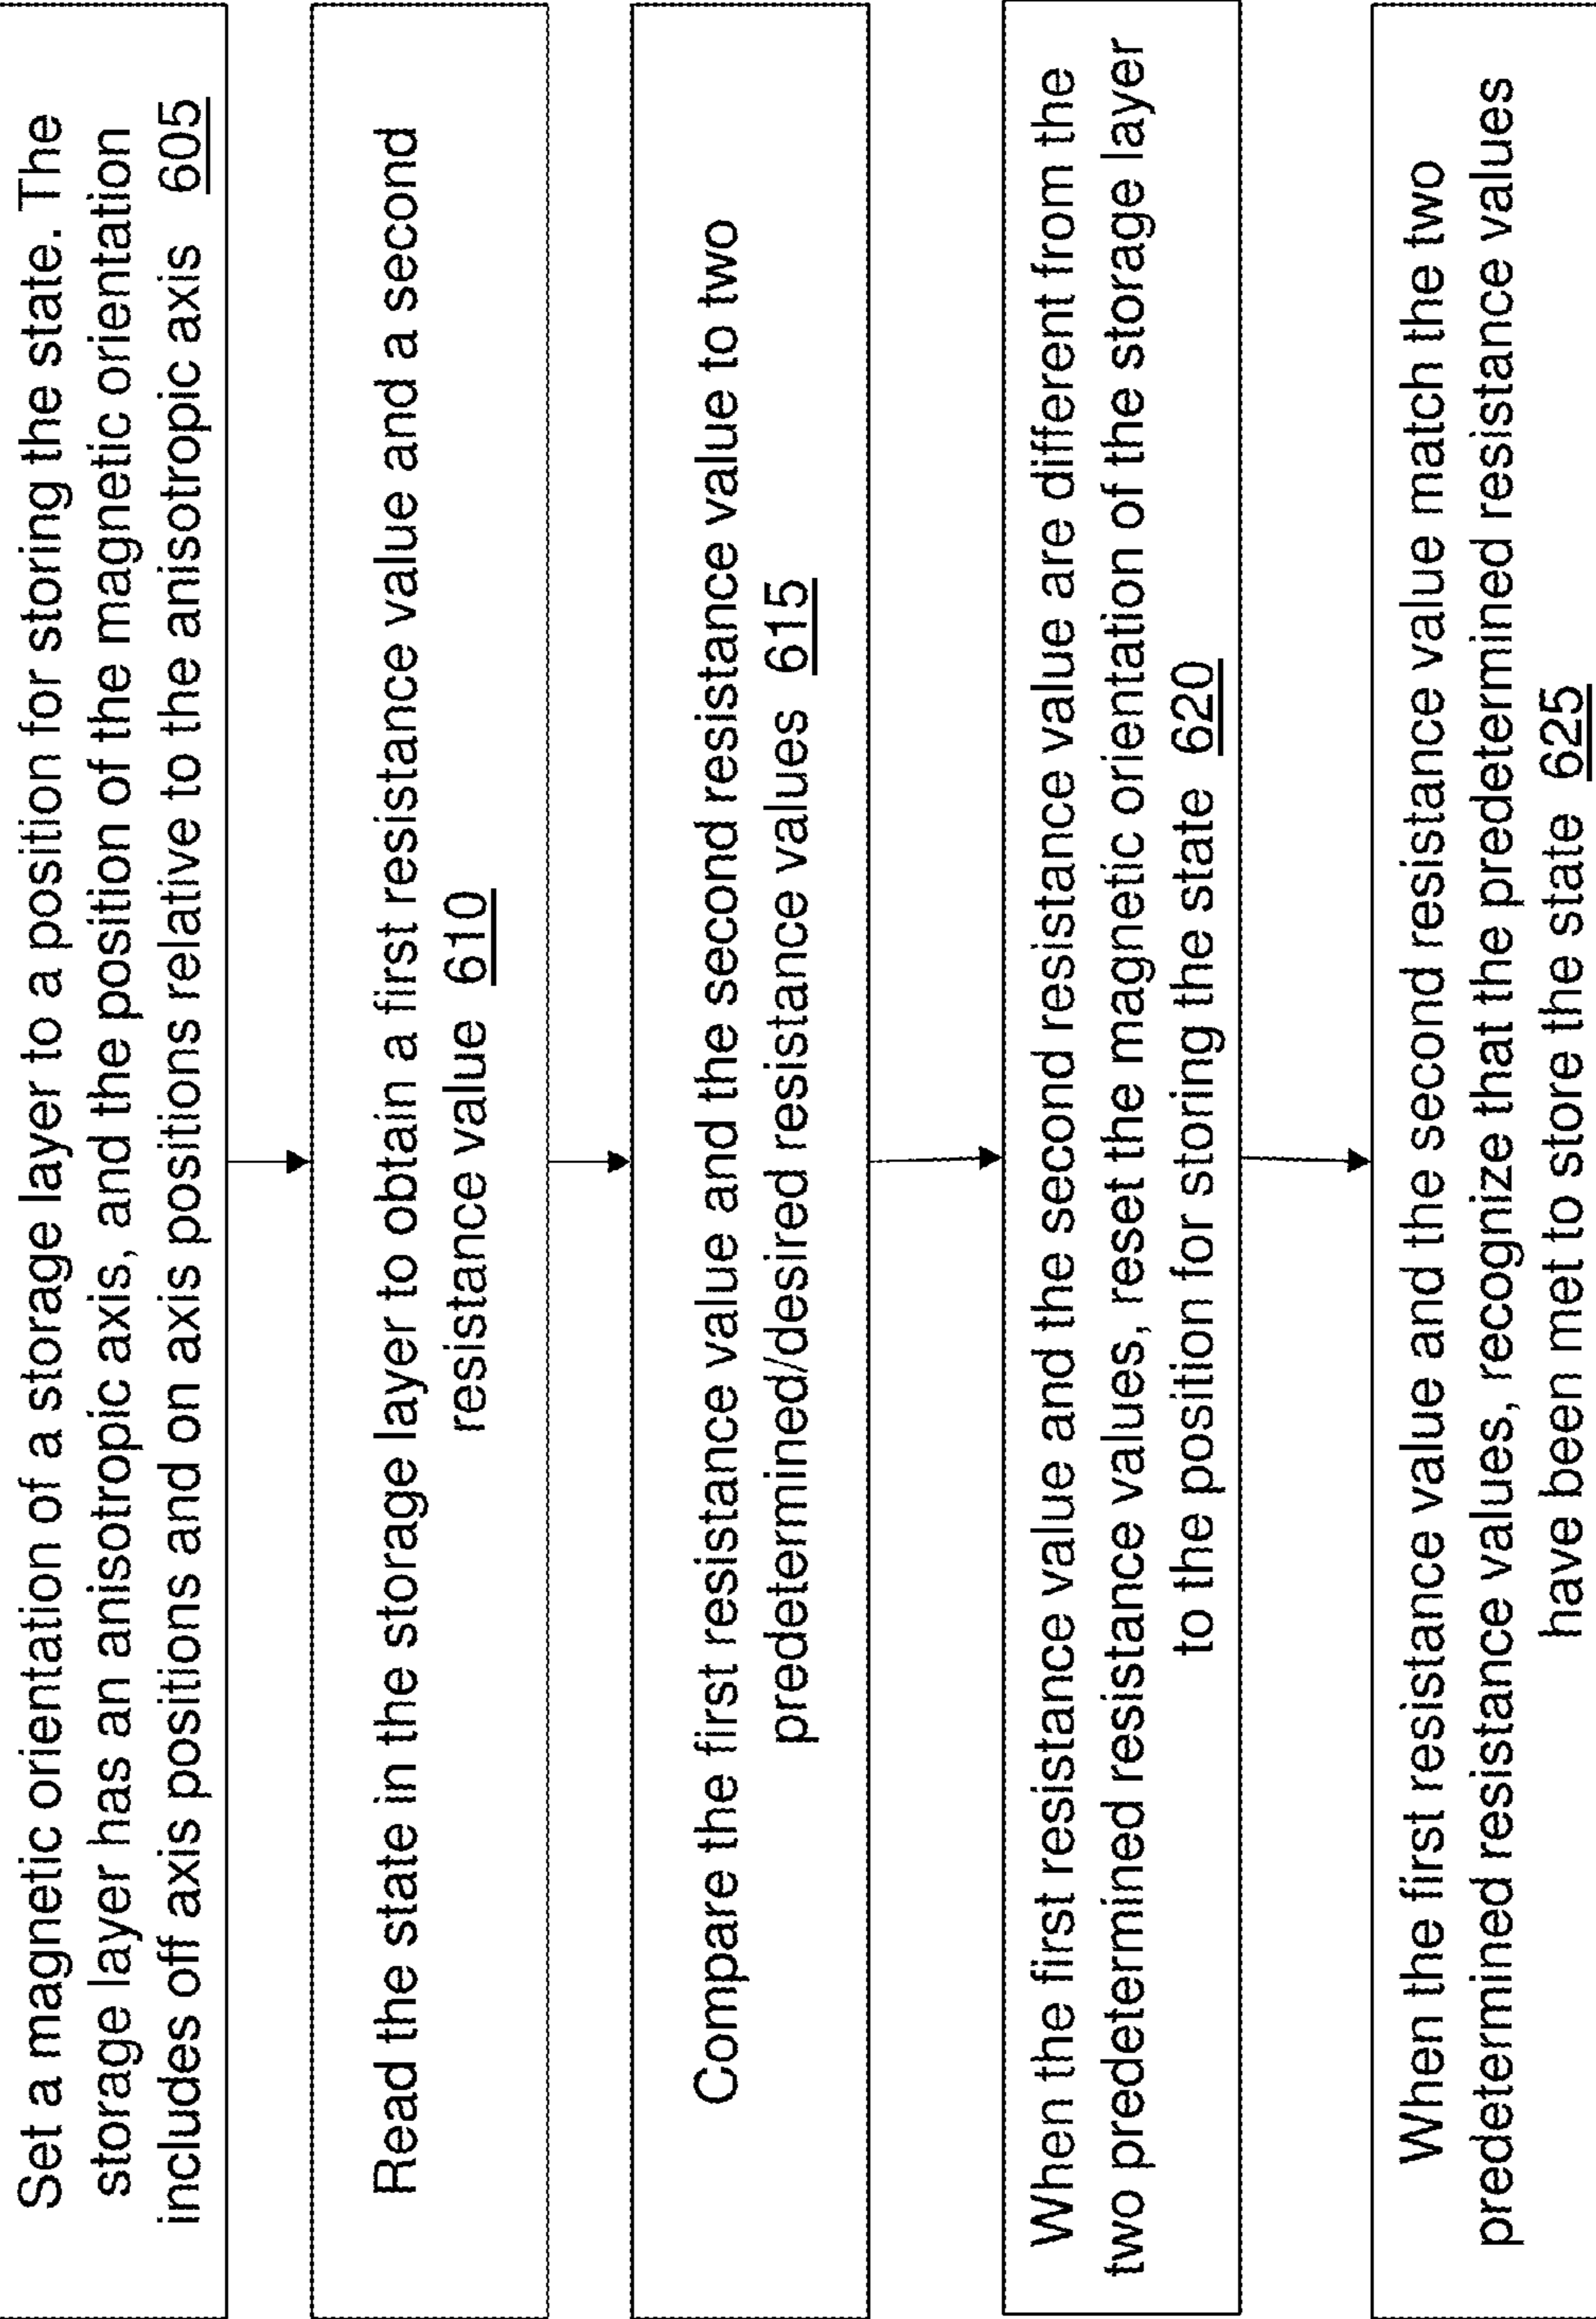 Set a magnetic orientation of a storage layer to a position for storing the state. The
storage layer has an anisotropic axis, and the position of the magnetic orientation
includes off axis positions and on axis positions relative to the anisotropic axis 605
Read the state in the storage layer to obtain a first resistance value and a second
resistance value 610
Compare the first resistance value and the second resistance value to two
predetermined/desired resistance values 615
When the first resistance value and the second resistance value are different from the
two predetermined resistance values, reset the magnetic orientation of the storage layer
to the position for storing the state 620
When the first resistance value and the second resistance value match the two
predetermined resistance values, recognize that the predetermined resistance values
have been met to store the state 625